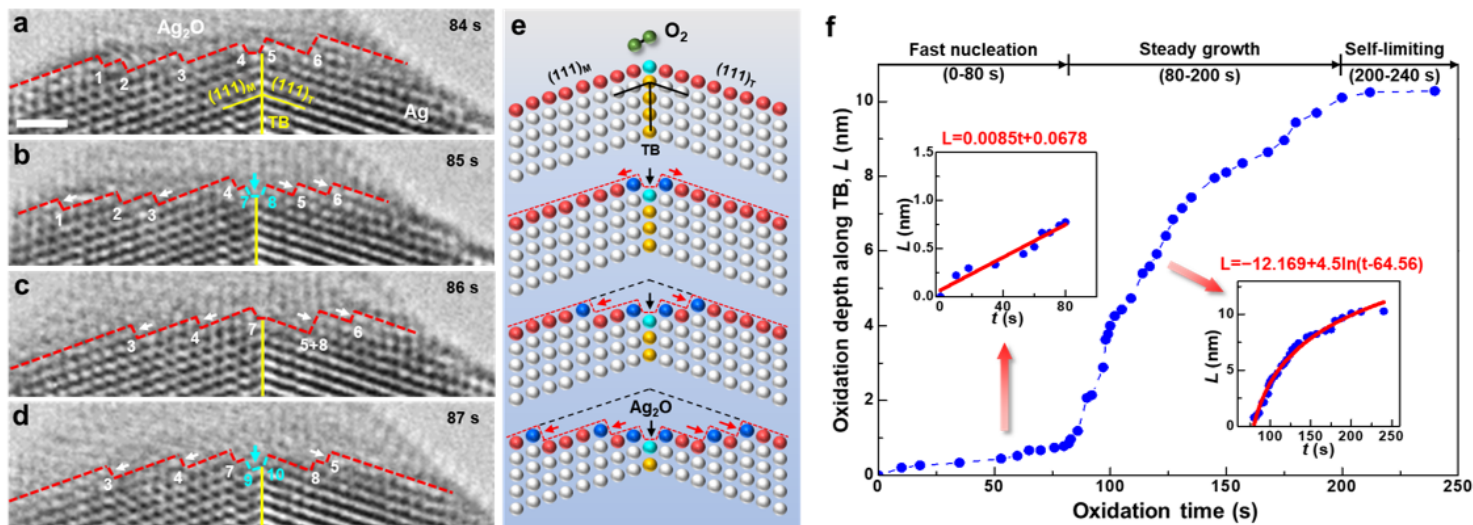 a
Ag₂O
84 s
1 2 3 4 5 6
(111)M (111)T
TB
Ag
b
85 s
1 2 3 4 7 8 5 6
c
86 s
3 4 7 5+8 6
d
87 s
3 4 7 9 10 8 5
e
O₂
(111)M (111)T
TB
Ag₂O
f
Fast nucleation Steady growth Self-limiting
(0-80 s) (80-200 s) (200-240 s)
Oxidation depth along TB, L (nm)
10
8
6
4
2
0
0 50 100 150 200 250
Oxidation time (s)
L=0.0085t+0.0678
L (nm)
1.5
1.0
0.5
0.0
0 40 80
t (s)
L=−12.169+4.5ln(t-64.56)
L (nm)
10
5
0
100 150 200 250
t (s)